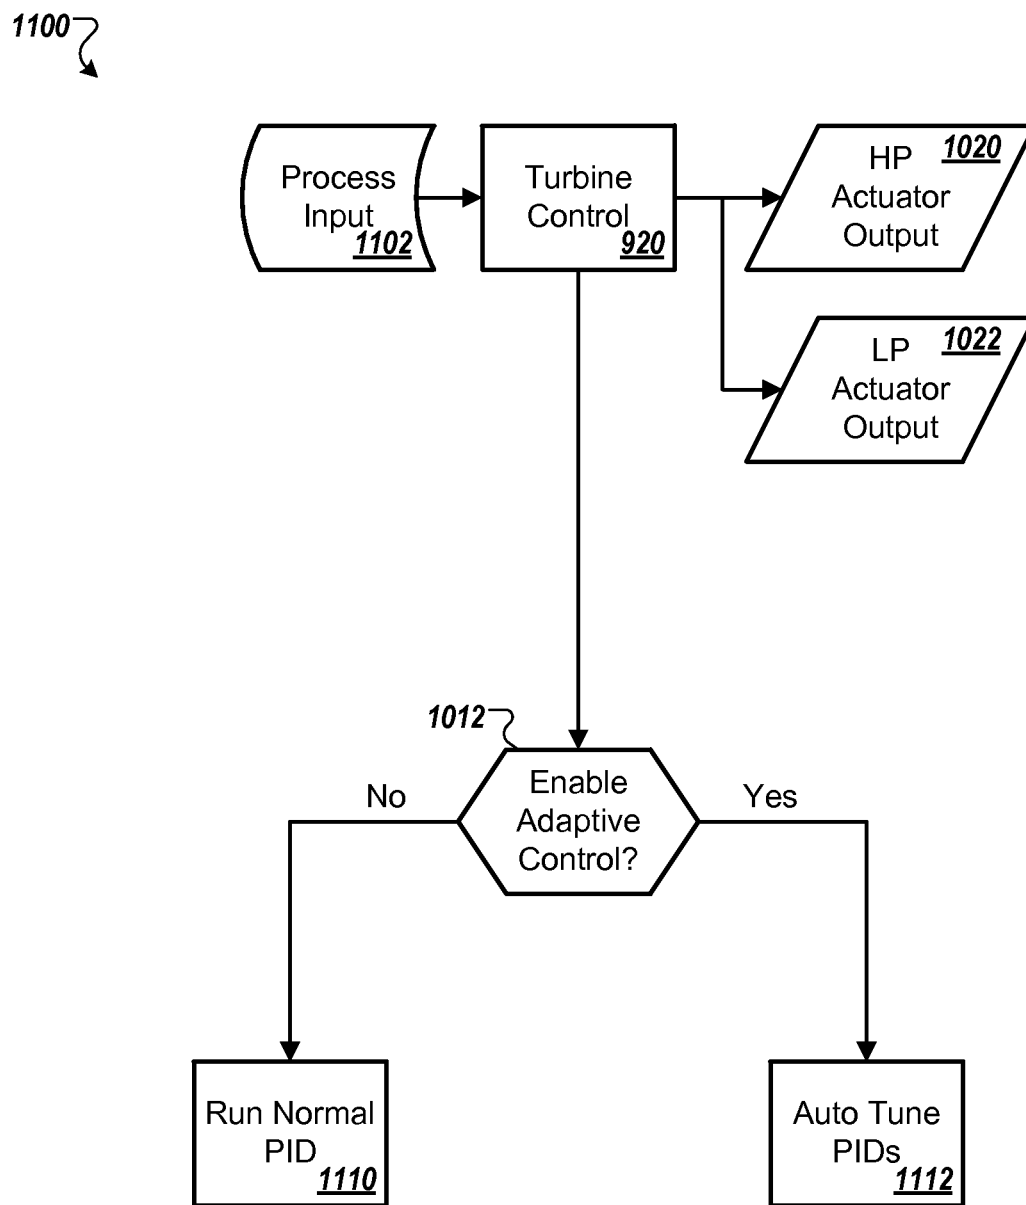 1100
Process
Input
1102
Turbine
Control
920
HP
1020
Actuator
Output
LP
1022
Actuator
Output
1012
Enable
Adaptive
Control?
No
Yes
Run Normal
PID
1110
Auto Tune
PIDs
1112